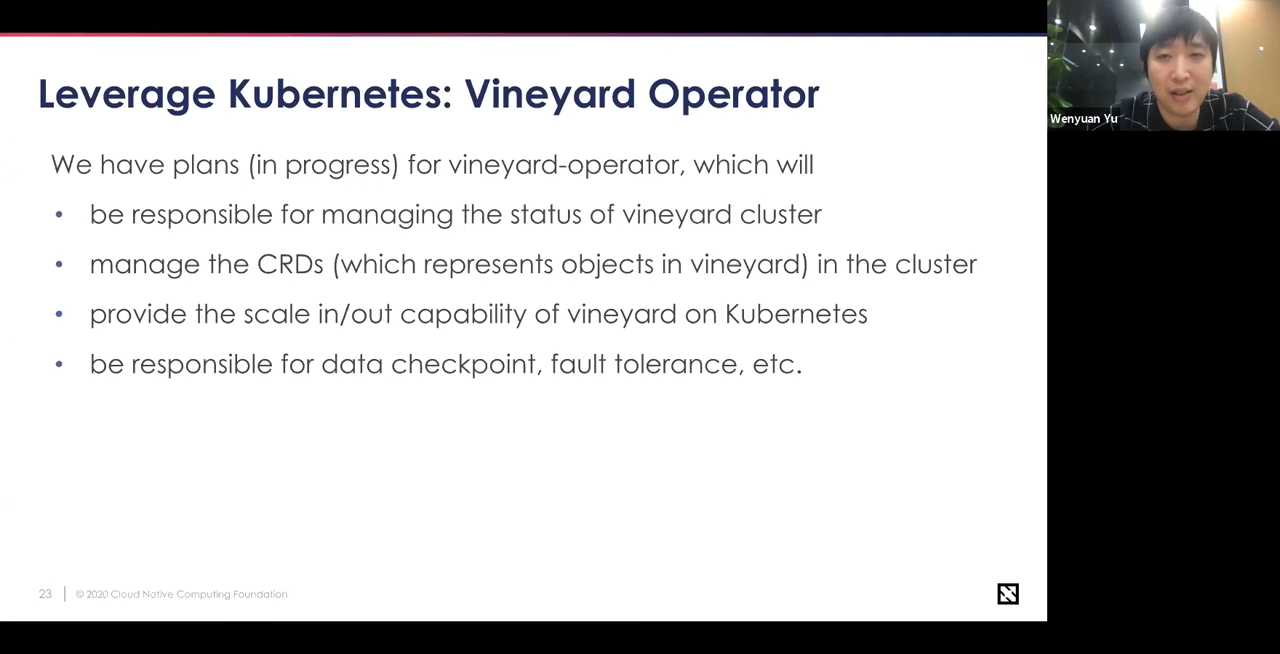 Leverage Kubernetes: Vineyard Operator
Wenyuan Yu
We have plans (in progress) for vineyard-operator, which will
• be responsible for managing the status of vineyard cluster
• manage the CRDs (which represents objects in vineyard) in the cluster
• provide the scale in/out capability of vineyard on Kubernetes
• be responsible for data checkpoint, fault tolerance, etc.
23 | © 2020 Cloud Native Computing Foundation